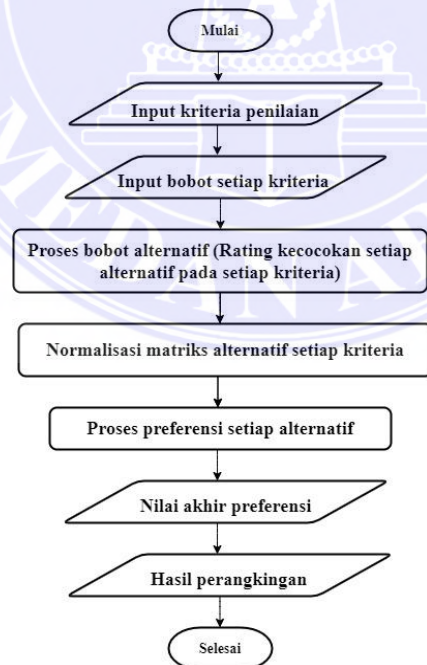 Mulai
Input kriteria penilaian
Input bobot setiap kriteria
Proses bobot alternatif (Rating kecocokan setiap
alternatif pada setiap kriteria)
Normalisasi matriks alternatif setiap kriteria
Proses preferensi setiap alternatif
Nilai akhir preferensi
Hasil perangkingan
Selesai